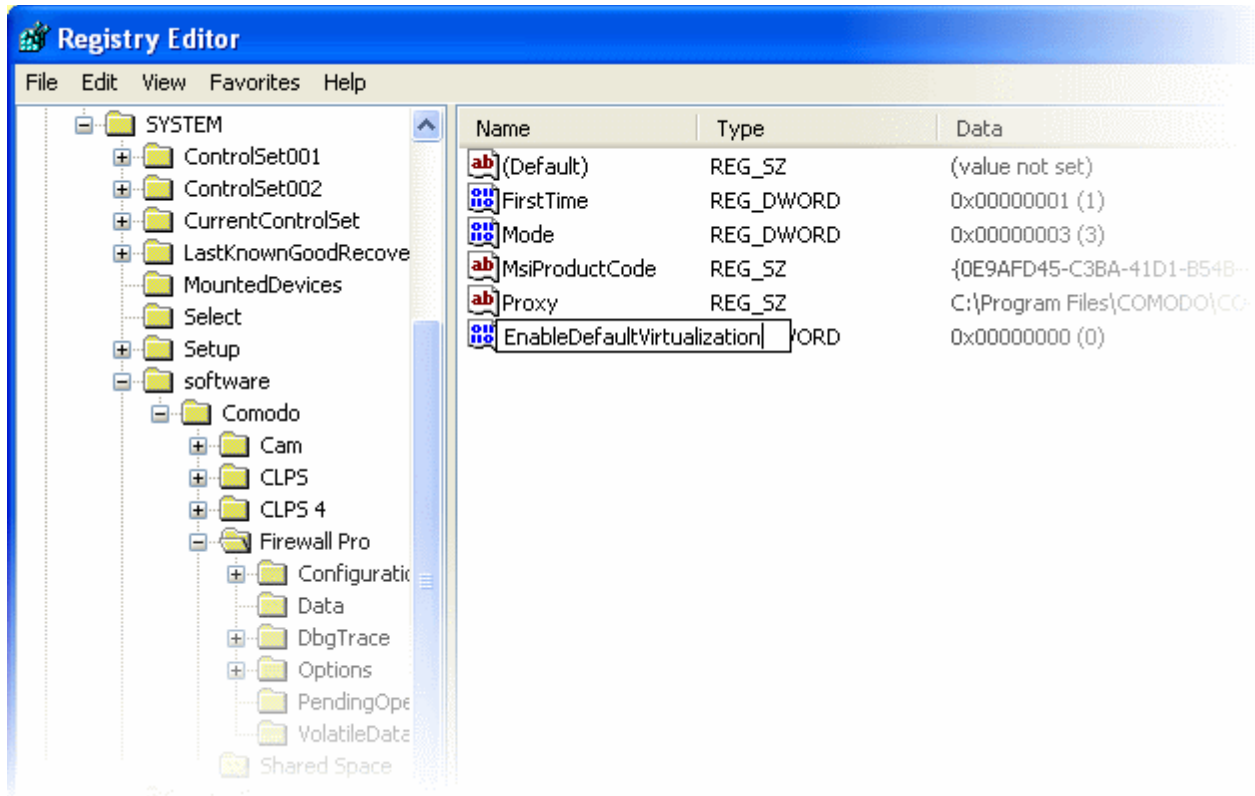 Registry Editor
File Edit View Favorites Help
SYSTEM
ControlSet001
ControlSet002
CurrentControlSet
LastKnownGoodRecove
MountedDevices
Select
Setup
software
Comodo
Cam
CLPS
CLPS 4
Firewall Pro
Configuratic
Data
DbgTrace
Options
PendingOpe
VolatileData
Shared Space
Name Type Data
(Default) REG_SZ (value not set)
FirstTime REG_DWORD 0x00000001 (1)
Mode REG_DWORD 0x00000003 (3)
MsiProductCode REG_SZ {0E9AFD45-C3BA-41D1-B54B-
Proxy REG_SZ C:\Program Files\COMODO\CO
EnableDefaultVirtualization WORD 0x00000000 (0)